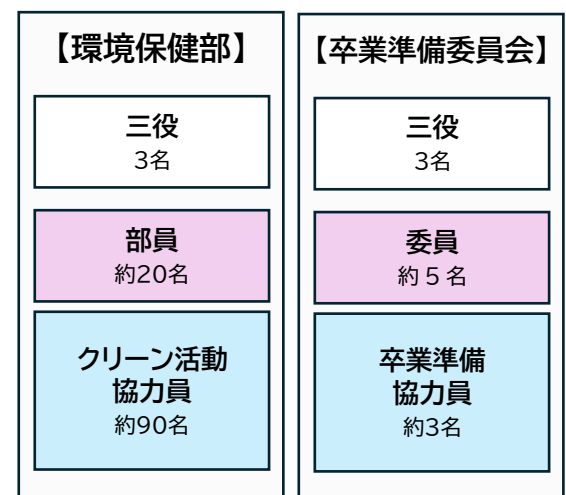 【環境保健部】
三役
3名
部員
約20名
クリーン活動
協力員
約90名
【卒業準備委員会】
三役
3名
委員
約５名
卒業準備
協力員
約3名